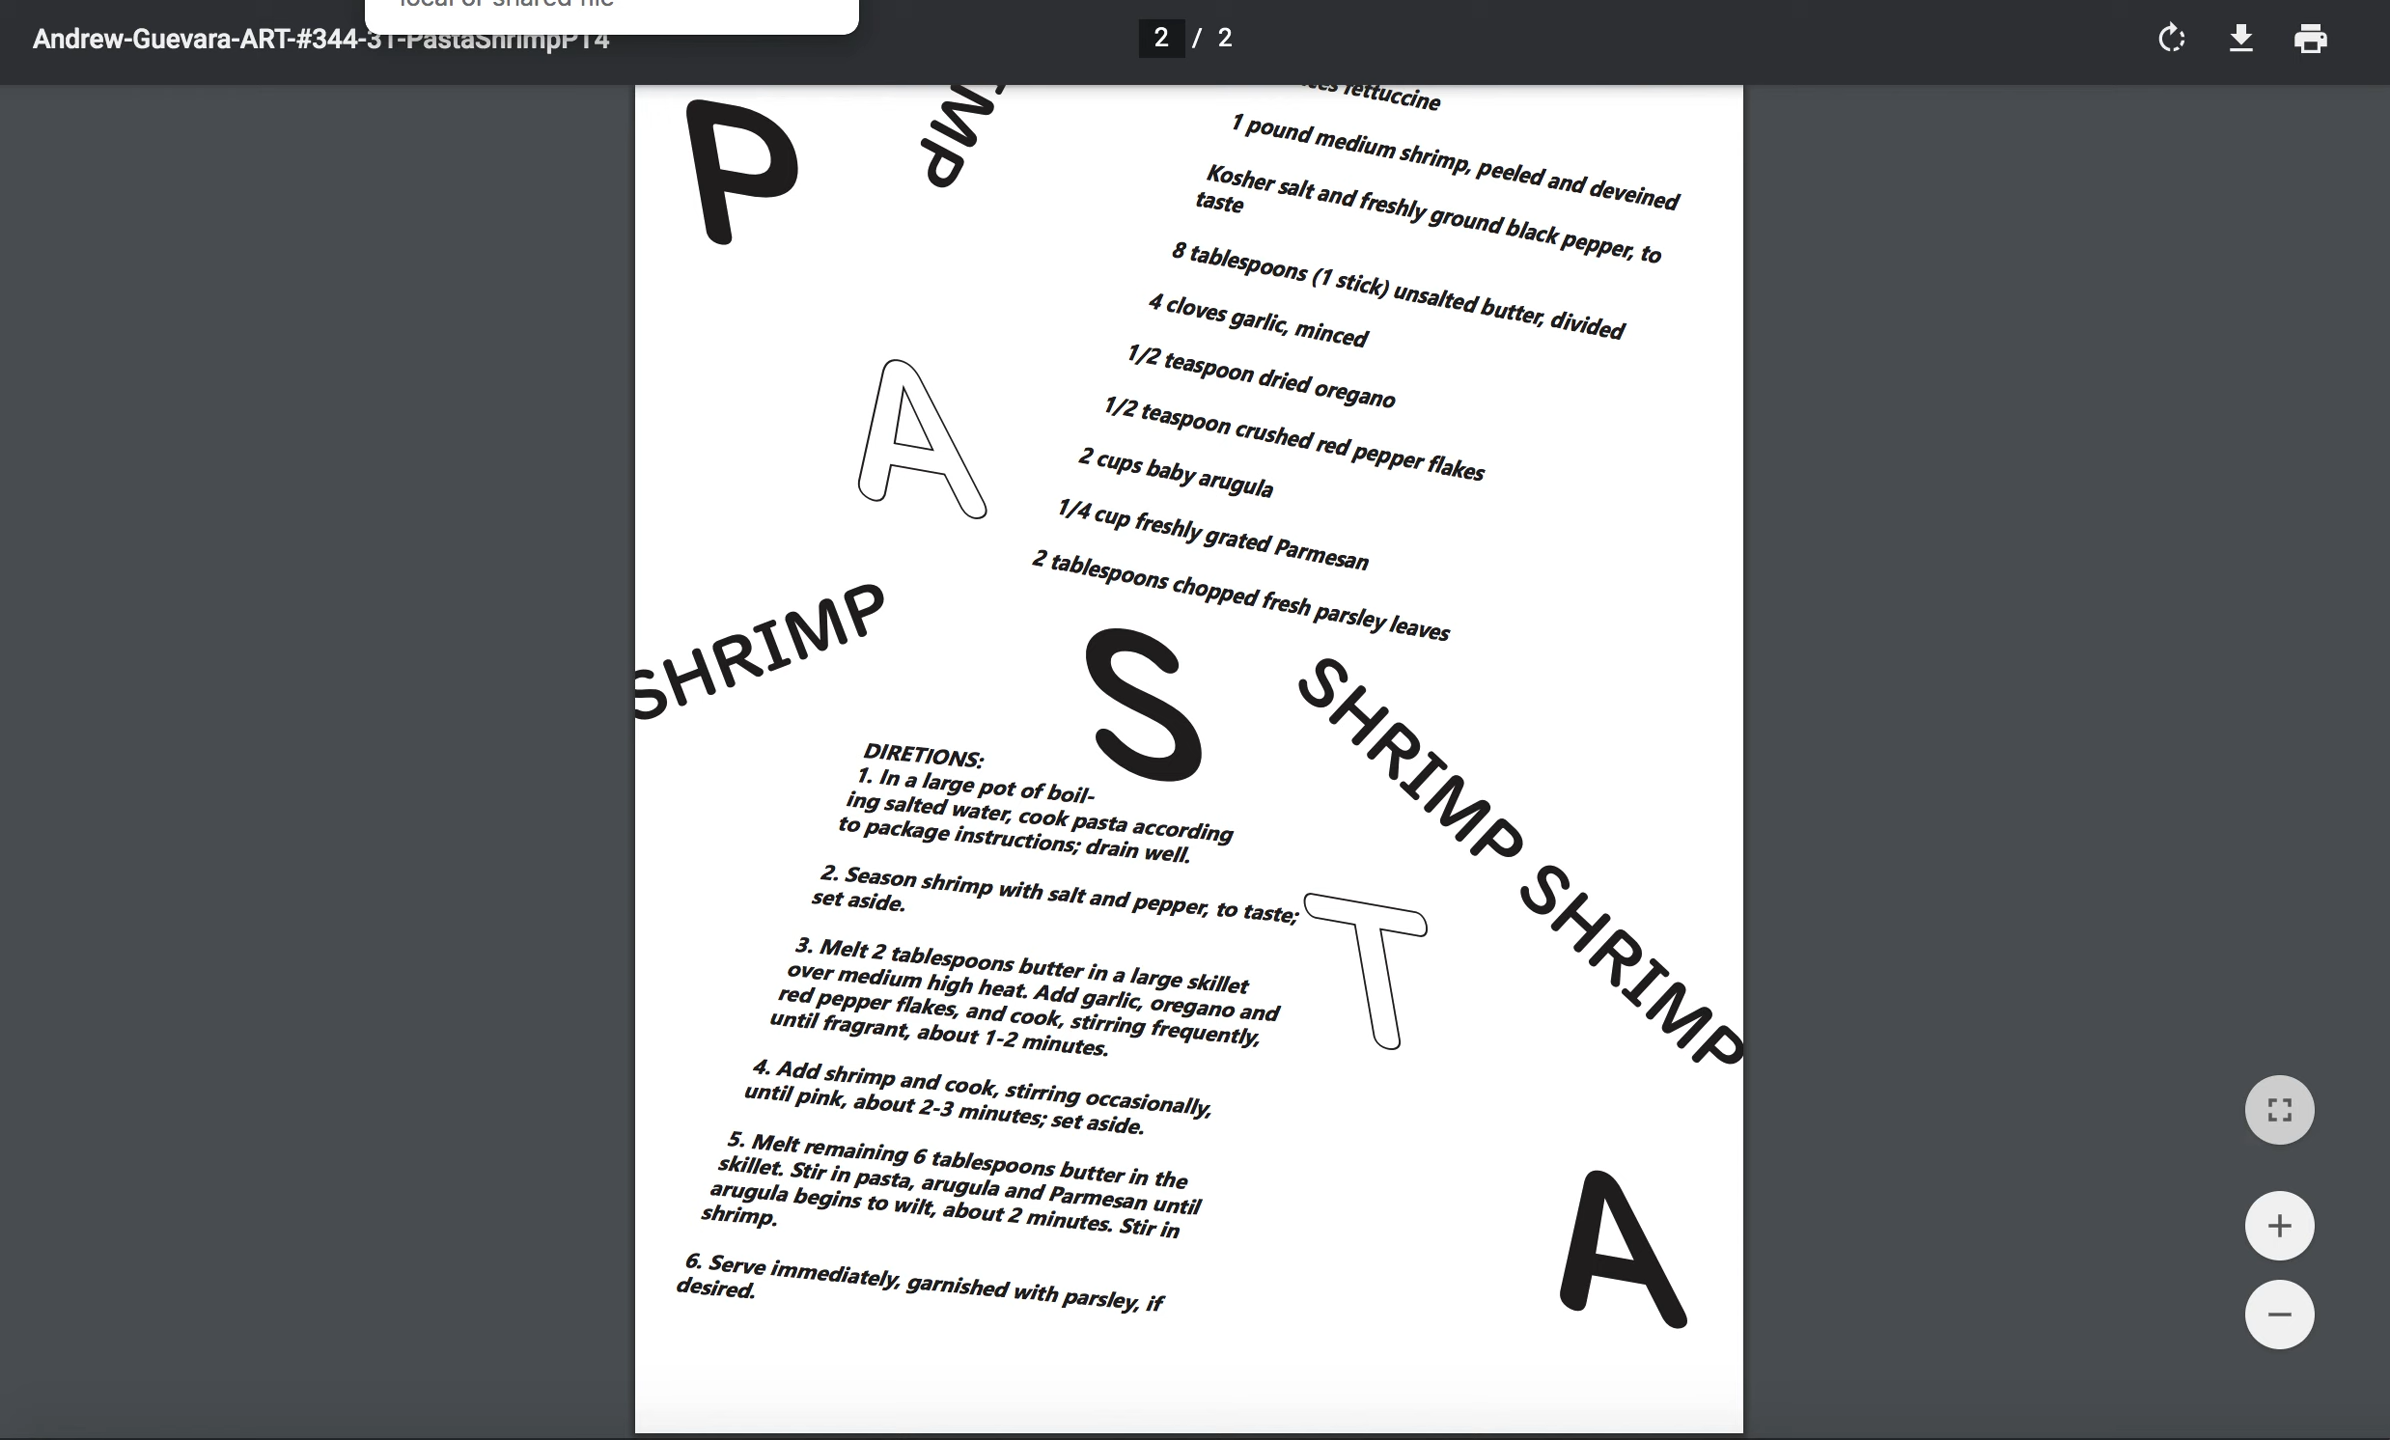 local or shared file
Andrew-Guevara-ART-#344-31-PastaShrimpPT4
2 / 2
P
fettuccine
1 pound medium shrimp, peeled and deveined
Kosher salt and freshly ground black pepper, to
taste
8 tablespoons (1 stick) unsalted butter, divided
4 cloves garlic, minced
1/2 teaspoon dried oregano
1/2 teaspoon crushed red pepper flakes
2 cups baby arugula
1/4 cup freshly grated Parmesan
2 tablespoons chopped fresh parsley leaves
A
SHRIMP
S
SHRIMP SHRIMP
DIRETIONS:
1. In a large pot of boil-
ing salted water, cook pasta according
to package instructions; drain well.
2. Season shrimp with salt and pepper, to taste;
set aside.
T
3. Melt 2 tablespoons butter in a large skillet
over medium high heat. Add garlic, oregano and
red pepper flakes, and cook, stirring frequently,
until fragrant, about 1-2 minutes.
4. Add shrimp and cook, stirring occasionally,
until pink, about 2-3 minutes; set aside.
5. Melt remaining 6 tablespoons butter in the
skillet. Stir in pasta, arugula and Parmesan until
arugula begins to wilt, about 2 minutes. Stir in
shrimp.
6. Serve immediately, garnished with parsley, if
desired.
A